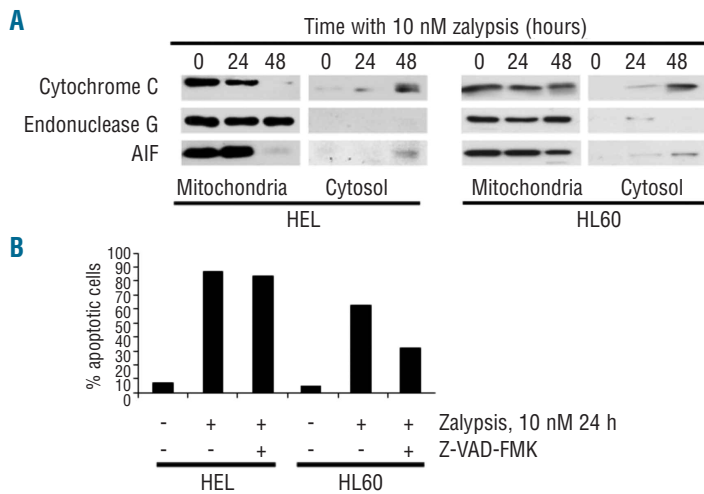 A
Time with 10 nM zalypsis (hours)
0 24 48 0 24 48 0 24 48 0 24 48
Cytochrome C
Endonuclease G
AIF
Mitochondria Cytosol Mitochondria Cytosol
HEL HL60
B
% apoptotic cells
100
90
80
70
60
50
40
30
20
10
0
- + + - + + Zalypsis, 10 nM 24 h
- - + - - + Z-VAD-FMK
HEL HL60